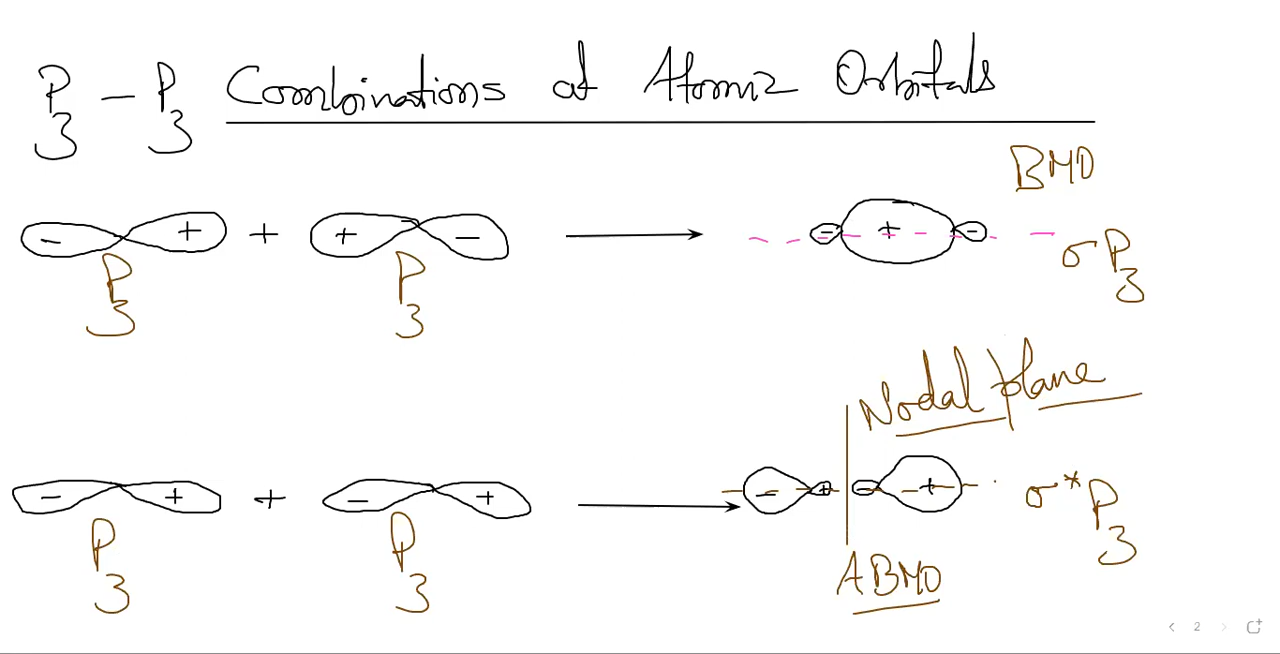 P3 - P3 Combinations of Atomic Orbitals
BMO
- + + + - - + -
P3 P3 σP3
Nodal plane
- + + - + - + - + σ*P3
P3 P3 ABMO
2